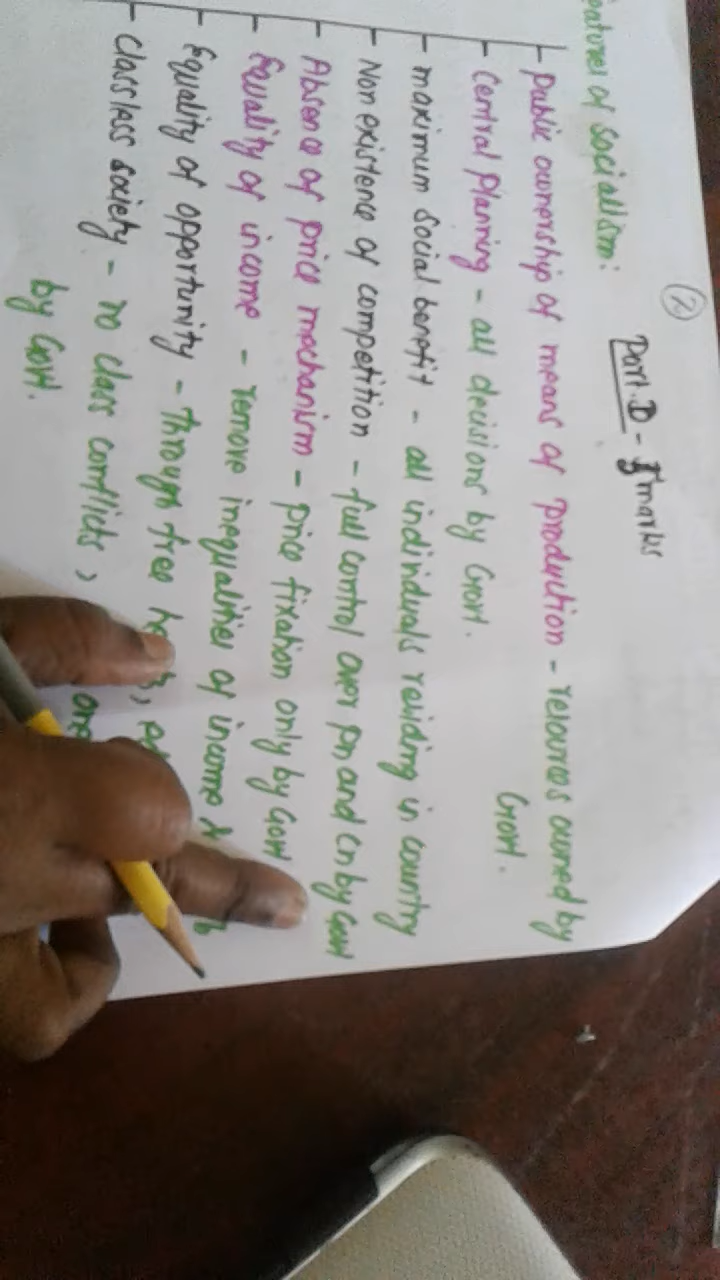 ②
Part.D - 5 marks
eatures of socialism:
Public ownership of means of production - resources owned by
Govt.
Central Planning - all decisions by Govt.
maximum social benefit - all individuals residing in country
Non existence of competition - full control over pn and cn by Govt
Absence of price mechanism - price fixation only by Govt
Equality of income - remove inequalities of income &
Equality of opportunity - through free
Classless society - no class conflicts,
by Govt.